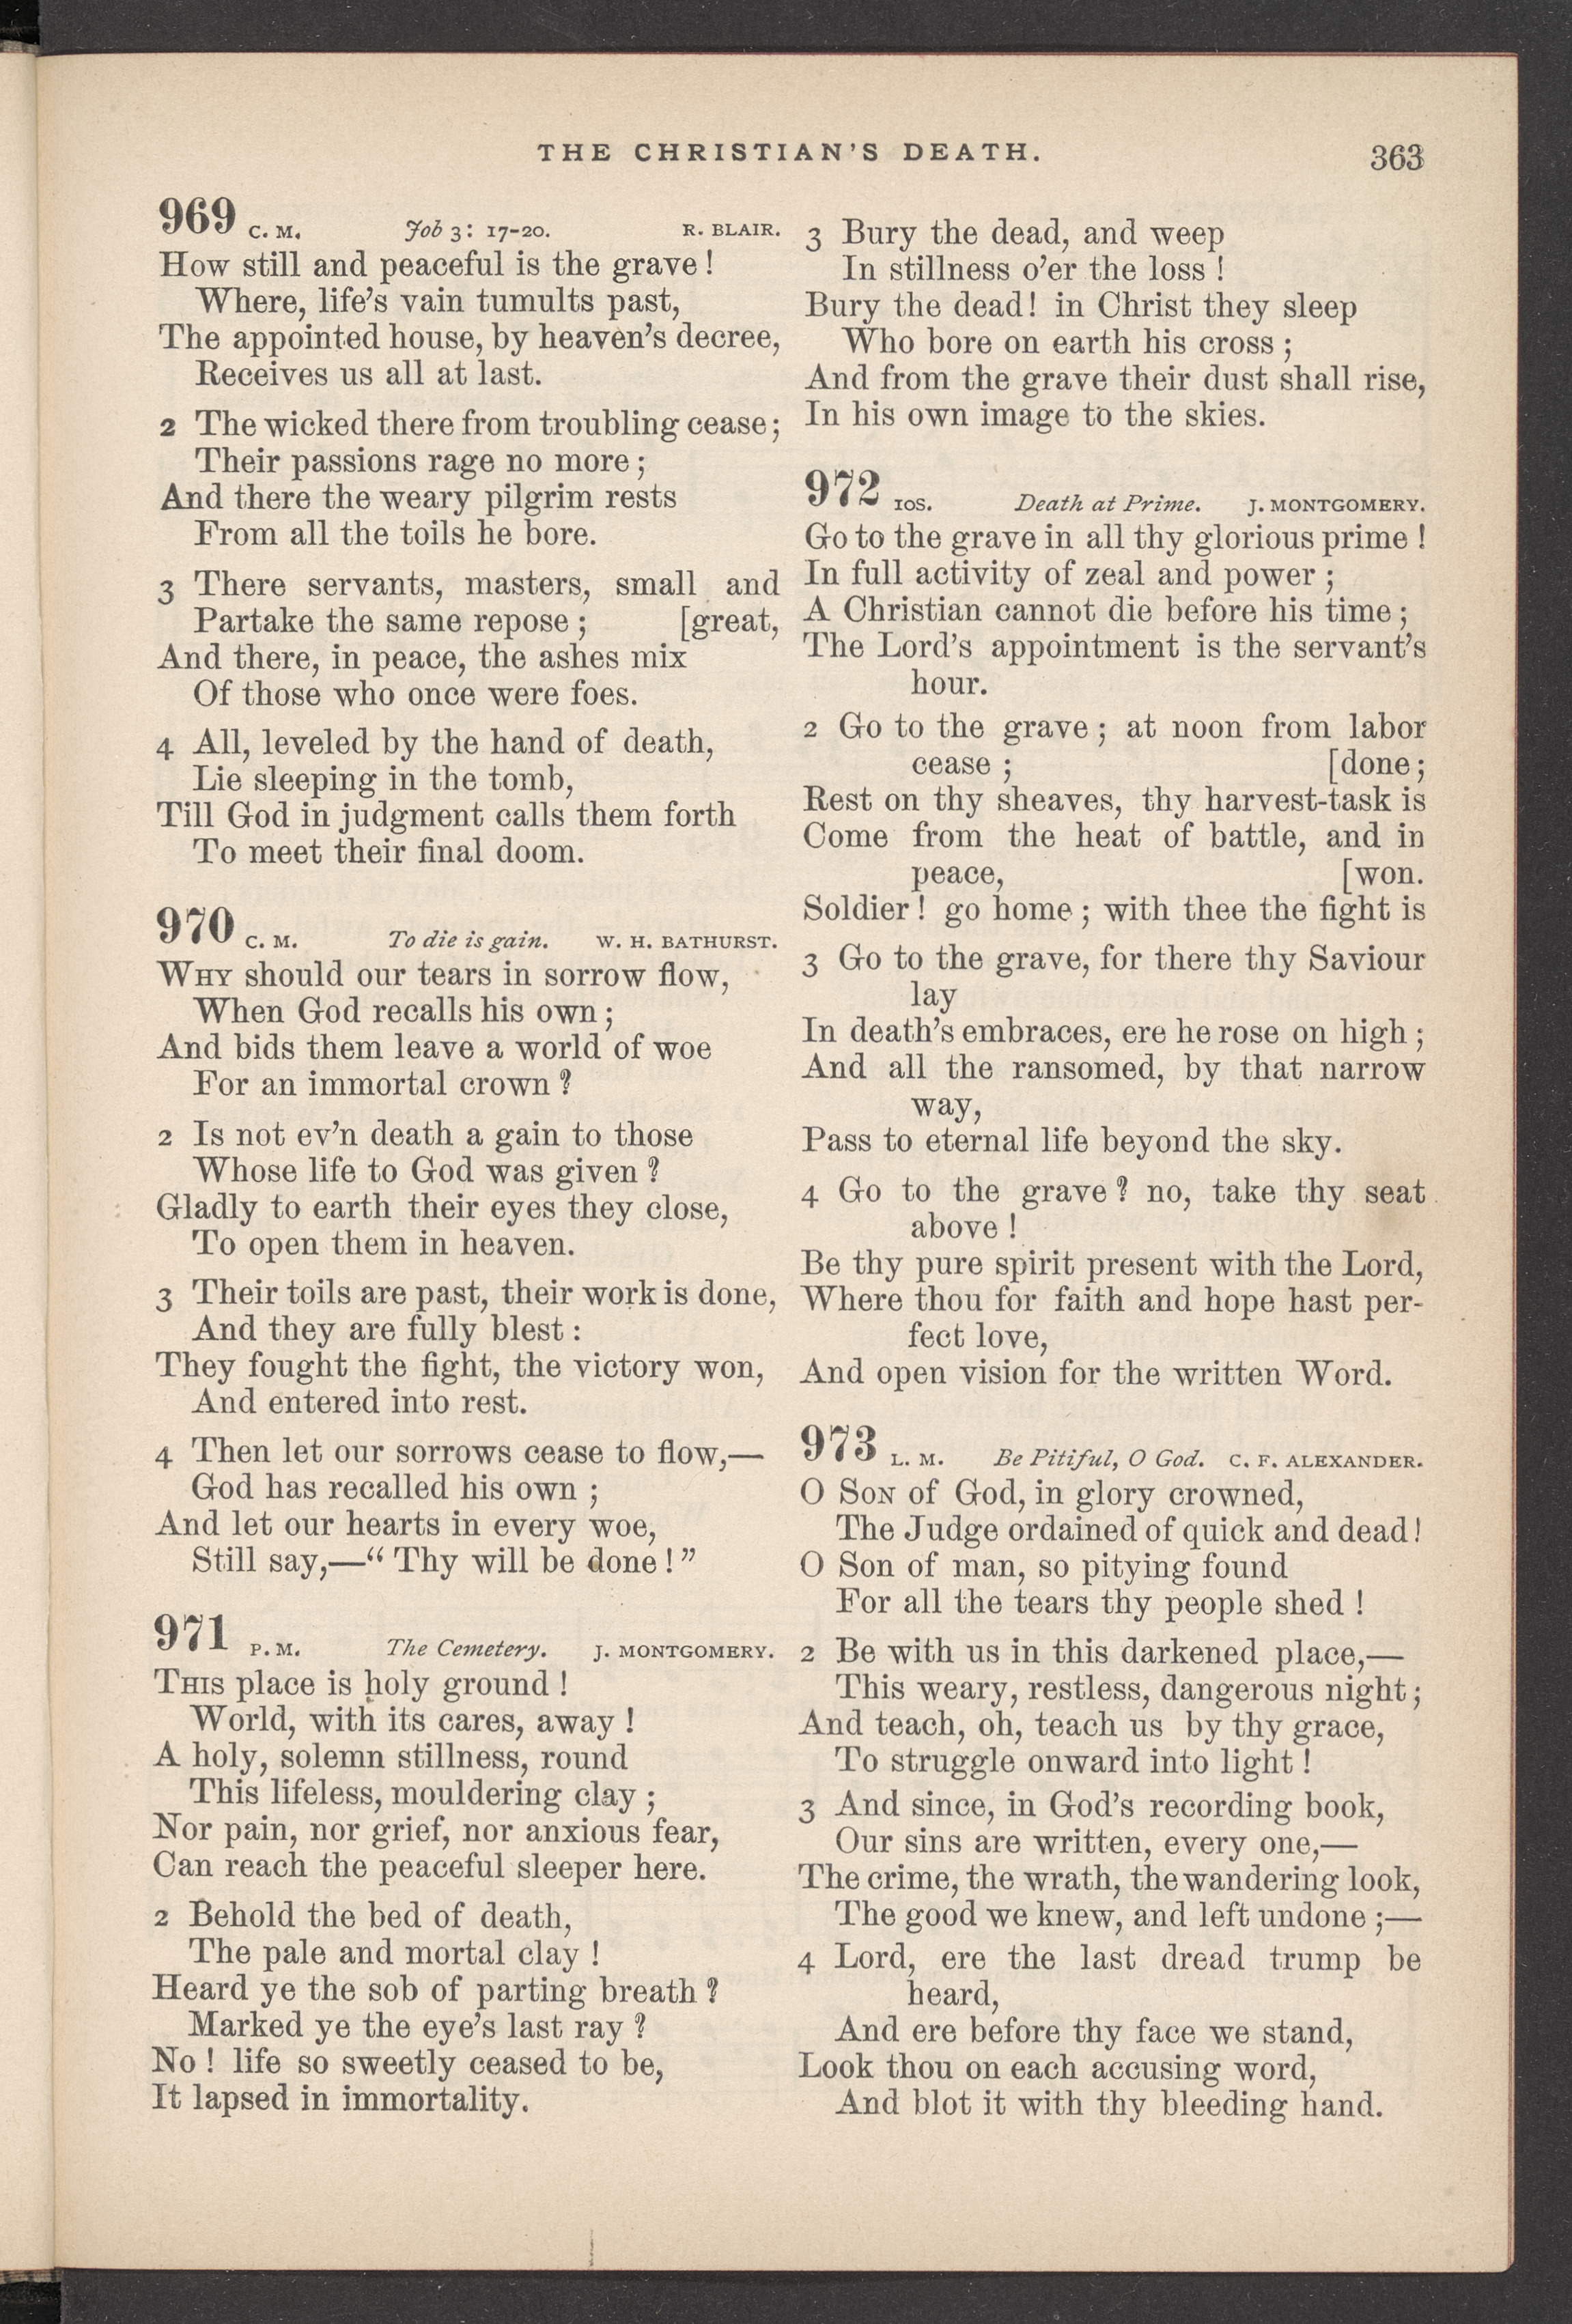 THE CHRISTIAN'S DEATH. 363
969 C. M. Job 3: 17-20. R. BLAIR.
How still and peaceful is the grave!
Where, life's vain tumults past,
The appointed house, by heaven's decree,
Receives us all at last.
2 The wicked there from troubling cease;
Their passions rage no more;
And there the weary pilgrim rests
From all the toils he bore.
3 There servants, masters, small and
Partake the same repose; [great,
And there, in peace, the ashes mix
Of those who once were foes.
4 All, leveled by the hand of death,
Lie sleeping in the tomb,
Till God in judgment calls them forth
To meet their final doom.
970 C. M. To die is gain. W. H. BATHURST.
WHY should our tears in sorrow flow,
When God recalls his own;
And bids them leave a world of woe
For an immortal crown?
2 Is not ev'n death a gain to those
Whose life to God was given?
Gladly to earth their eyes they close,
To open them in heaven.
3 Their toils are past, their work is done,
And they are fully blest:
They fought the fight, the victory won,
And entered into rest.
4 Then let our sorrows cease to flow,—
God has recalled his own;
And let our hearts in every woe,
Still say,—"Thy will be done!"
971 P. M. The Cemetery. J. MONTGOMERY.
THIS place is holy ground!
World, with its cares, away!
A holy, solemn stillness, round
This lifeless, mouldering clay;
Nor pain, nor grief, nor anxious fear,
Can reach the peaceful sleeper here.
2 Behold the bed of death,
The pale and mortal clay!
Heard ye the sob of parting breath?
Marked ye the eye's last ray?
No! life so sweetly ceased to be,
It lapsed in immortality.
3 Bury the dead, and weep
In stillness o'er the loss!
Bury the dead! in Christ they sleep
Who bore on earth his cross;
And from the grave their dust shall rise,
In his own image to the skies.
972 10S. Death at Prime. J. MONTGOMERY.
Go to the grave in all thy glorious prime!
In full activity of zeal and power;
A Christian cannot die before his time;
The Lord's appointment is the servant's
hour.
2 Go to the grave; at noon from labor
cease; [done;
Rest on thy sheaves, thy harvest-task is
Come from the heat of battle, and in
peace, [won.
Soldier! go home; with thee the fight is
3 Go to the grave, for there thy Saviour
lay
In death's embraces, ere he rose on high;
And all the ransomed, by that narrow
way,
Pass to eternal life beyond the sky.
4 Go to the grave? no, take thy seat
above!
Be thy pure spirit present with the Lord,
Where thou for faith and hope hast per-
fect love,
And open vision for the written Word.
973 L. M. Be Pitiful, O God. C. F. ALEXANDER.
O SON of God, in glory crowned,
The Judge ordained of quick and dead!
O Son of man, so pitying found
For all the tears thy people shed!
2 Be with us in this darkened place,—
This weary, restless, dangerous night;
And teach, oh, teach us by thy grace,
To struggle onward into light!
3 And since, in God's recording book,
Our sins are written, every one,—
The crime, the wrath, the wandering look,
The good we knew, and left undone;—
4 Lord, ere the last dread trump be
heard,
And ere before thy face we stand,
Look thou on each accusing word,
And blot it with thy bleeding hand.